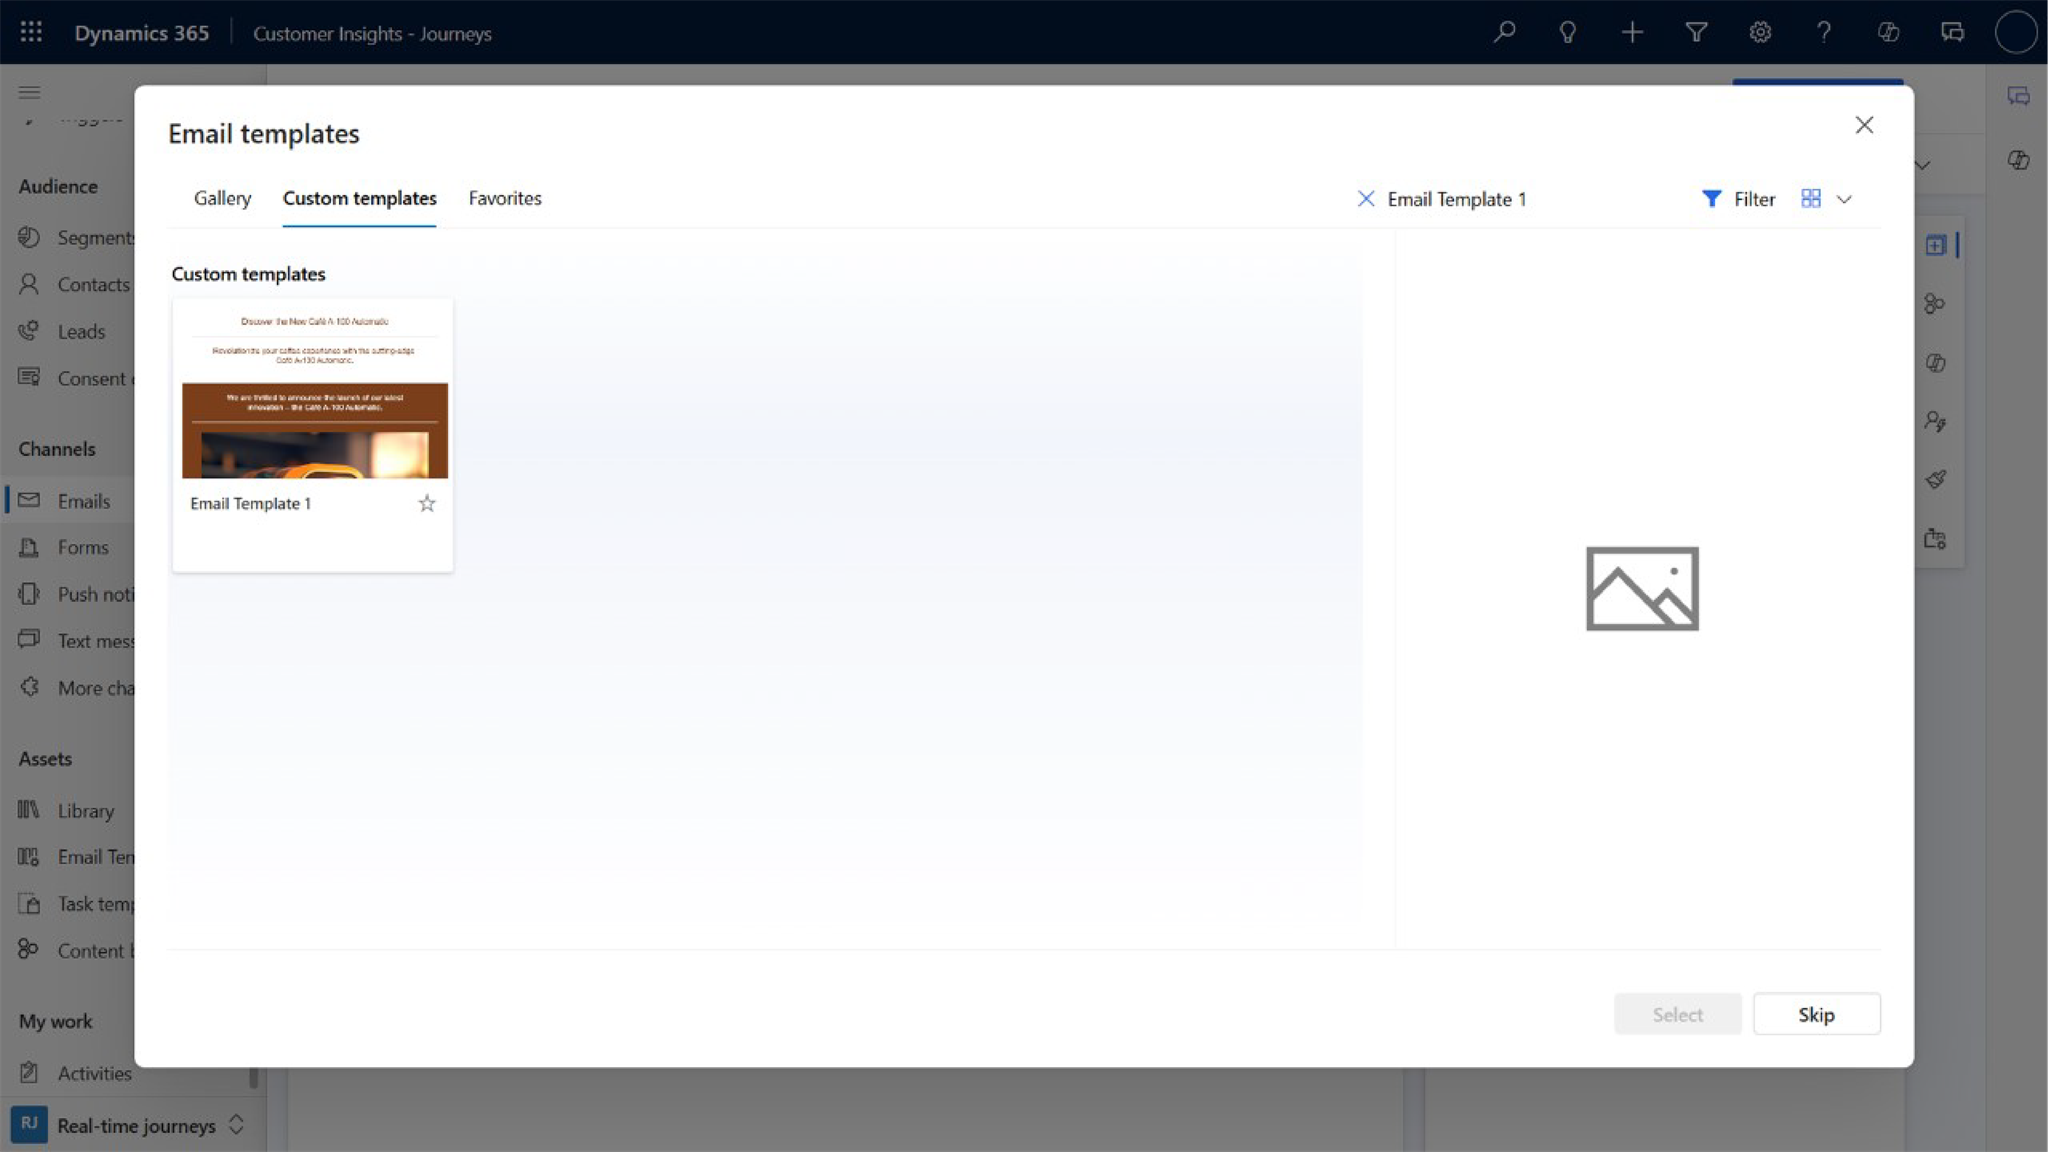 Dynamics 365
Customer Insights - Journeys
Email templates
Gallery
Custom templates
Favorites
Email Template 1
Filter
Custom templates
Discover the New Café A-100 Automatic
Revolutionize your coffee experience with the cutting-edge
Café A-100 Automatic.
We are thrilled to announce the launch of our latest
innovation – the Café A-100 Automatic.
Email Template 1
Select
Skip
Audience
Segments
Contacts
Leads
Consent
Channels
Emails
Forms
Push noti
Text mess
More cha
Assets
Library
Email Tem
Task temp
Content
My work
Activities
RJ
Real-time journeys